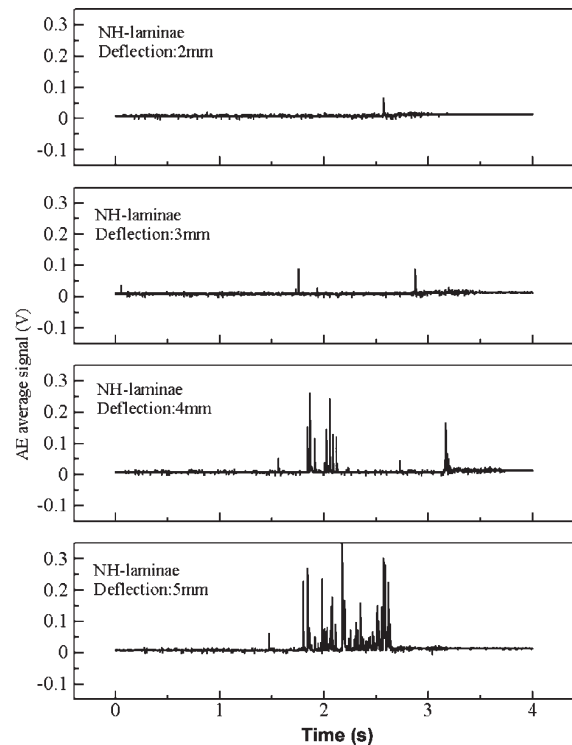 0.3
NH-laminae
0.2
Deflection:2mm
0.1
0
-0.1
0.3
NH-laminae
0.2
Deflection:3mm
0.1
0
-0.1
0.3
NH-laminae
0.2
Deflection:4mm
0.1
0
-0.1
0.3
NH-laminae
0.2
Deflection:5mm
0.1
0
-0.1
AE average signal (V)
0 1 2 3 4
Time (s)